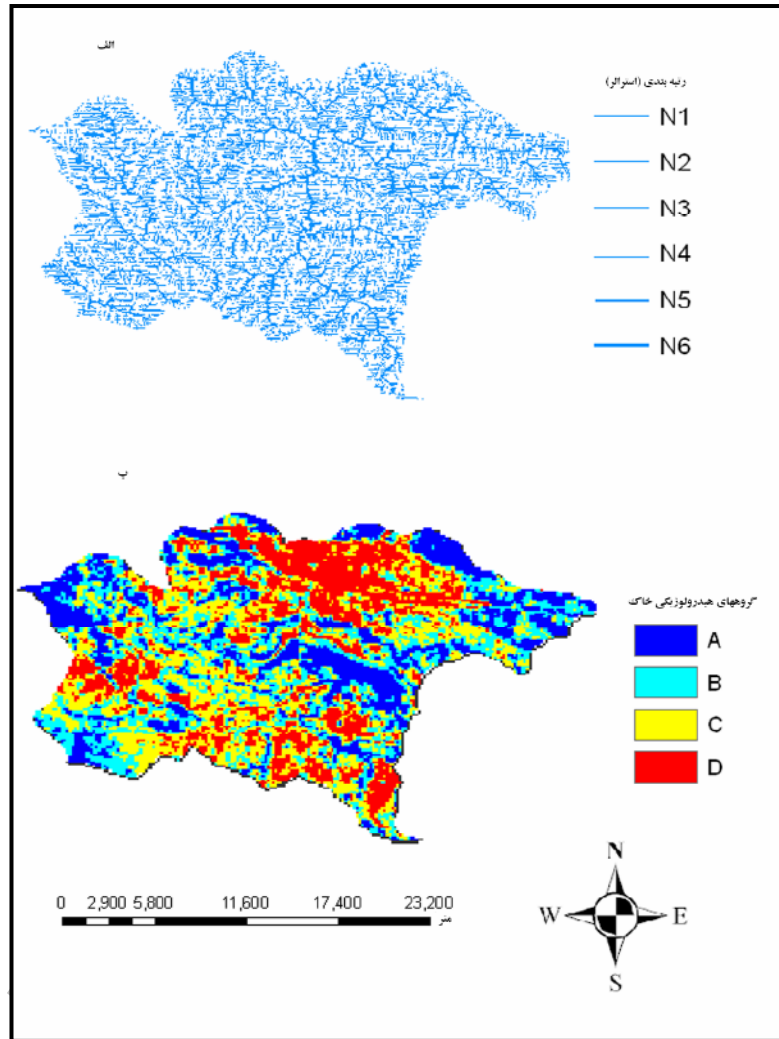 الف
رتبه بندی (استرالر)
N1
N2
N3
N4
N5
N6
ب
گروههای هیدرولوژیکی خاک
A
B
C
D
0 2,900 5,800 11,600 17,400 23,200
متر
N
W E
S